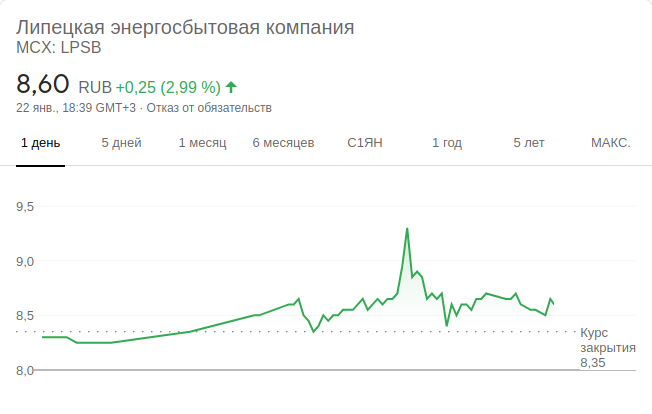 Липецкая энергосбытовая компания
MCX: LPSB
8,60 RUB +0,25 (2,99 %)
22 янв., 18:39 GMT+3 · Отказ от обязательств
1 день 5 дней 1 месяц 6 месяцев С1ЯН 1 год 5 лет МАКС.
9,5
9,0
8,5
Курс
закрытия
8,35
8,0